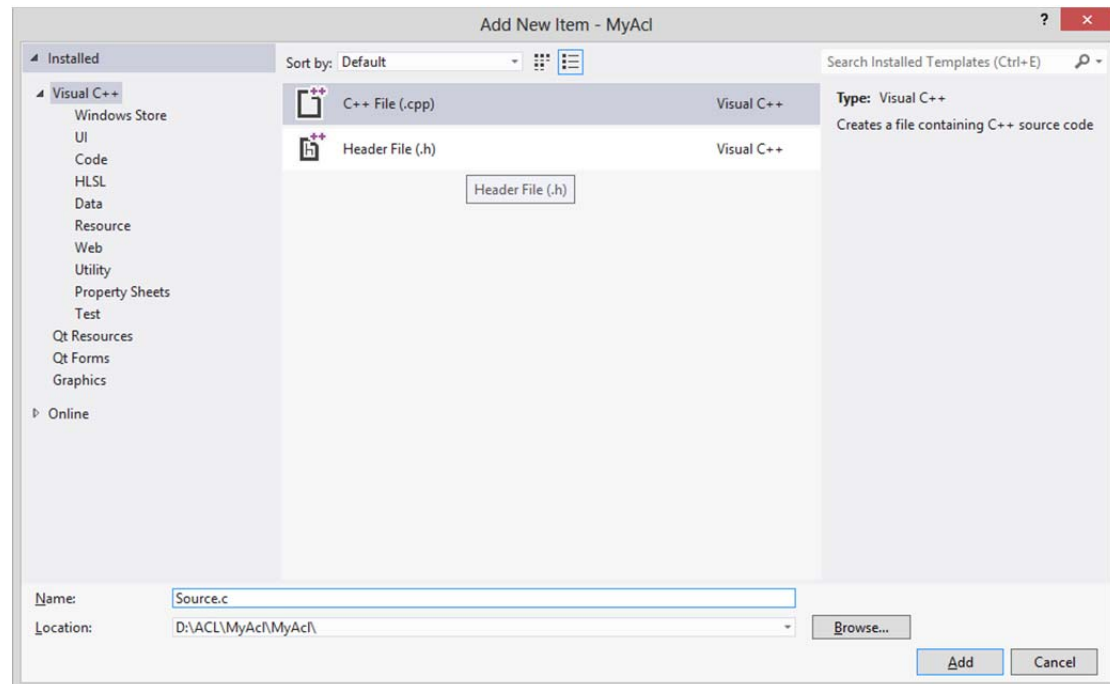 Add New Item - MyAcl
?
Installed
Sort by: Default
Search Installed Templates (Ctrl+E)
Visual C++
Windows Store
UI
Code
HLSL
Data
Resource
Web
Utility
Property Sheets
Test
Qt Resources
Qt Forms
Graphics
Online
C++ File (.cpp) Visual C++
Header File (.h) Visual C++
Header File (.h)
Type: Visual C++
Creates a file containing C++ source code
Name: Source.c
Location: D:\ACL\MyAcl\MyAcl\
Browse...
Add
Cancel